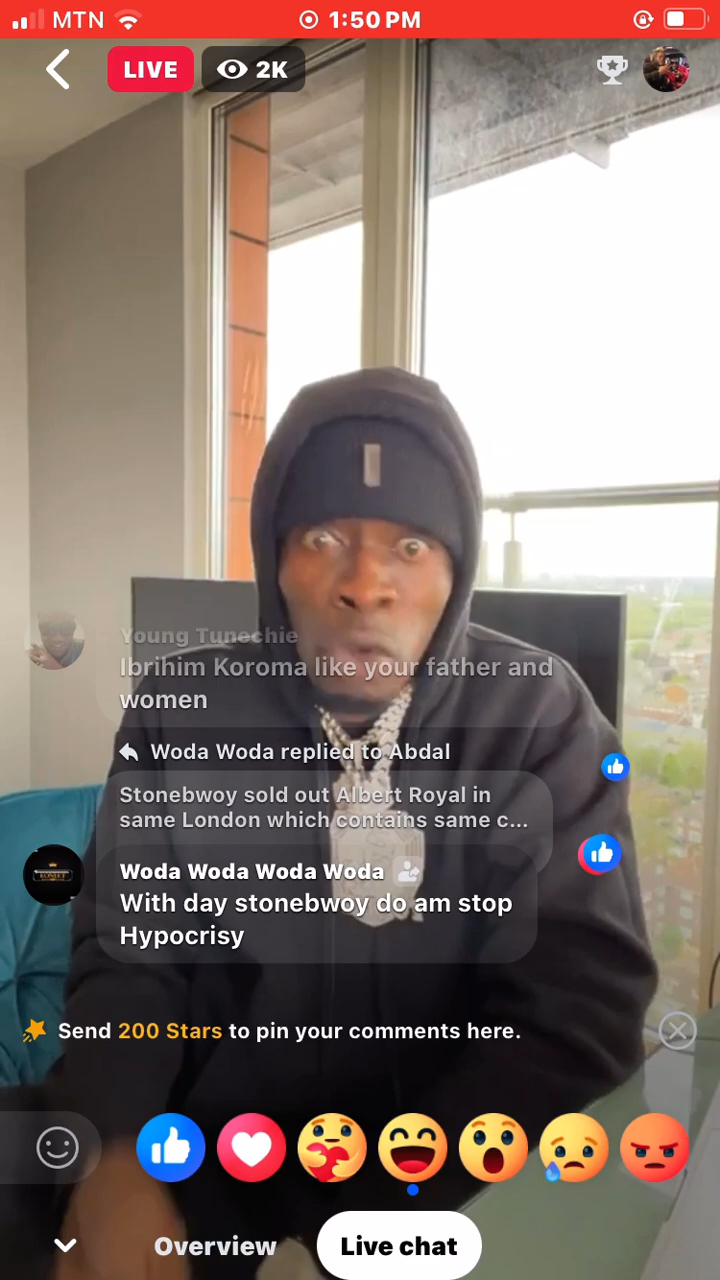 MTN
1:50 PM
LIVE
2K
Young Tunechie
Ibrihim Koroma like your father and
women
Woda Woda replied to Abdal
Stonebwoy sold out Albert Royal in
same London which contains same c...
Woda Woda Woda Woda
With day stonebwoy do am stop
Hypocrisy
Send 200 Stars to pin your comments here.
Overview
Live chat